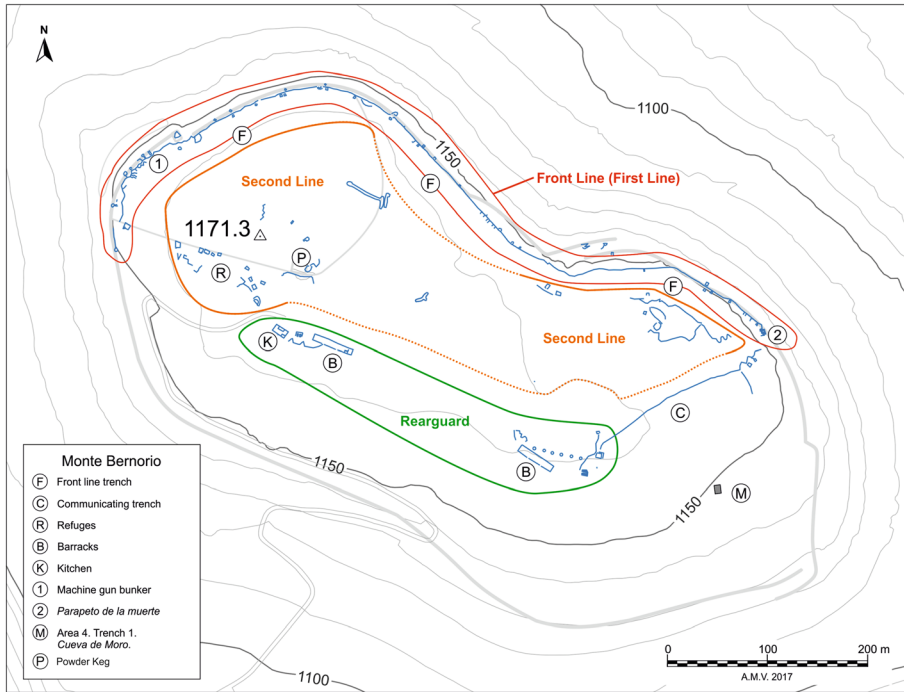 N
1100
1150
F
1
Front Line (First Line)
Second Line
F
1171.3
P
R
F
Second Line
2
K
B
C
Rearguard
B
1150
M
1150
Monte Bernorio
F Front line trench
C Communicating trench
R Refuges
B Barracks
K Kitchen
1 Machine gun bunker
2 Parapeto de la muerte
M Area 4. Trench 1.
Cueva de Moro.
P Powder Keg
1100
0 100 200 m
A.M.V. 2017